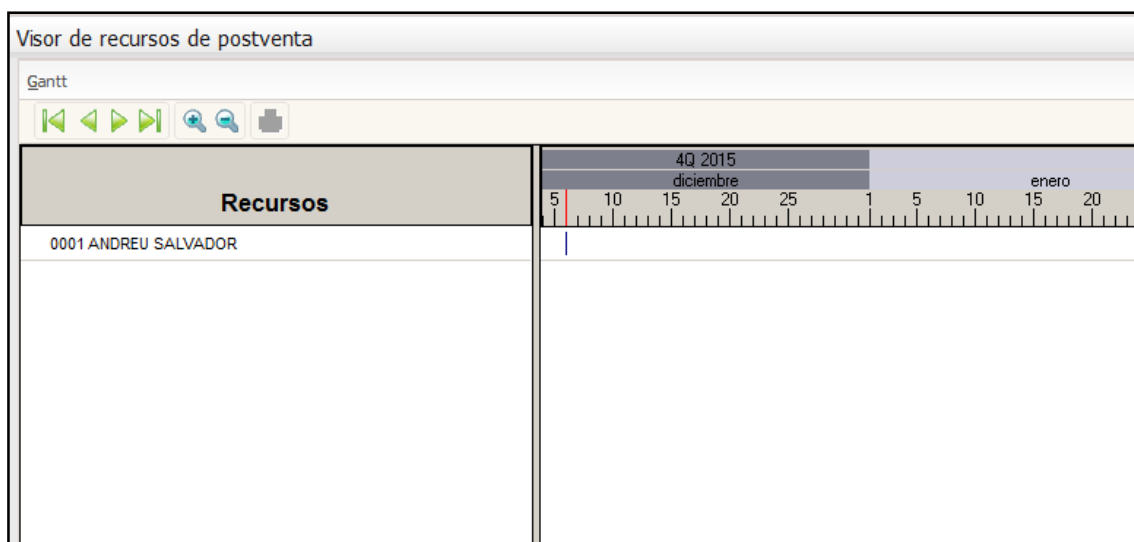 Visor de recursos de postventa
Gantt
Recursos
4Q 2015
diciembre
enero
5 10 15 20 25 1 5 10 15 20
0001 ANDREU SALVADOR